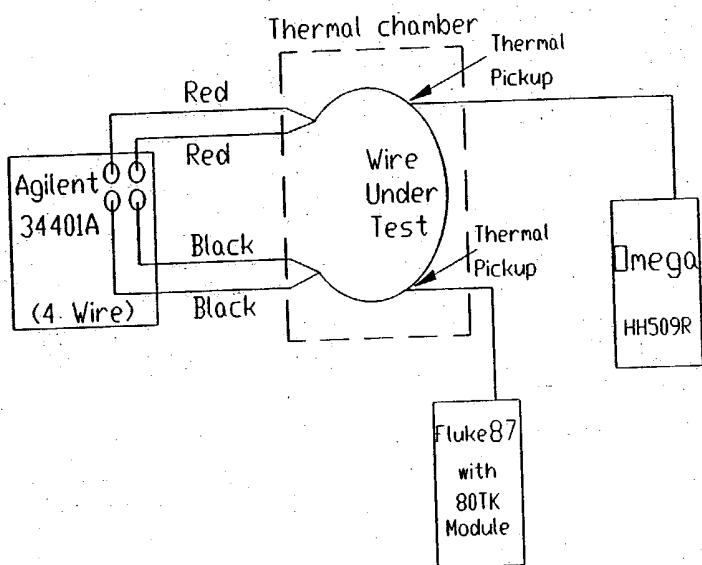 Thermal chamber
Thermal
Pickup
Red
Red
Agilent
34401A
(4 Wire)
Wire
Under
Test
Black
Black
Thermal
Pickup
Omega
HH509R
Fluke87
with
80TK
Module